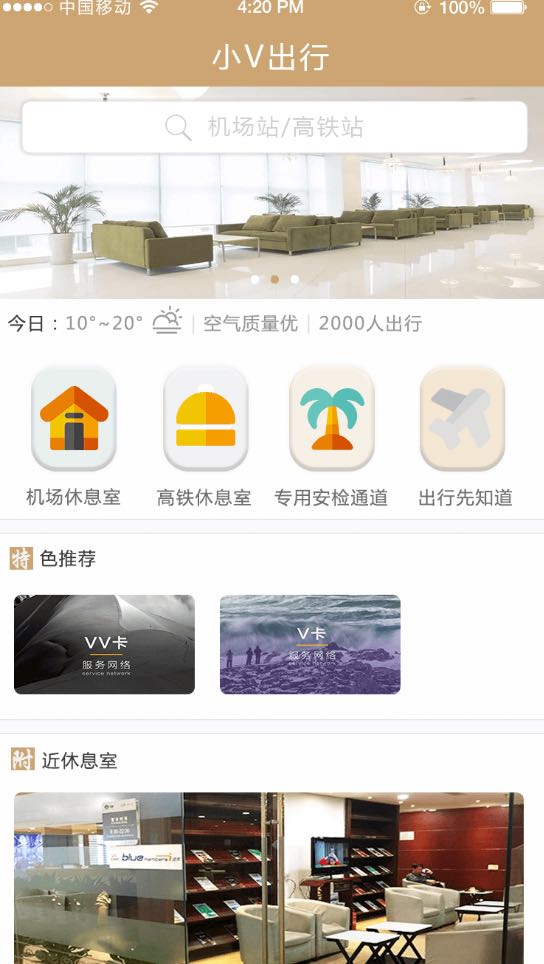 中国移动 4:20 PM 100%
小V出行
机场站/高铁站
今日：10°~20° 空气质量优 2000人出行
机场休息室 高铁休息室 专用安检通道 出行先知道
特色推荐
VV卡
服务网络
service network
V卡
服务网络
service network
附近休息室
bluemembers